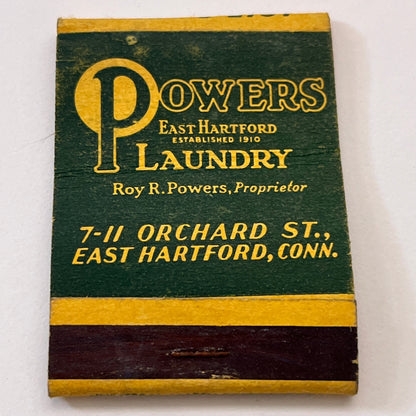 POWERS
EAST HARTFORD
ESTABLISHED 1910
LAUNDRY
ROY R. POWERS, Proprietor
7-11 ORCHARD ST.,
EAST HARTFORD, CONN.